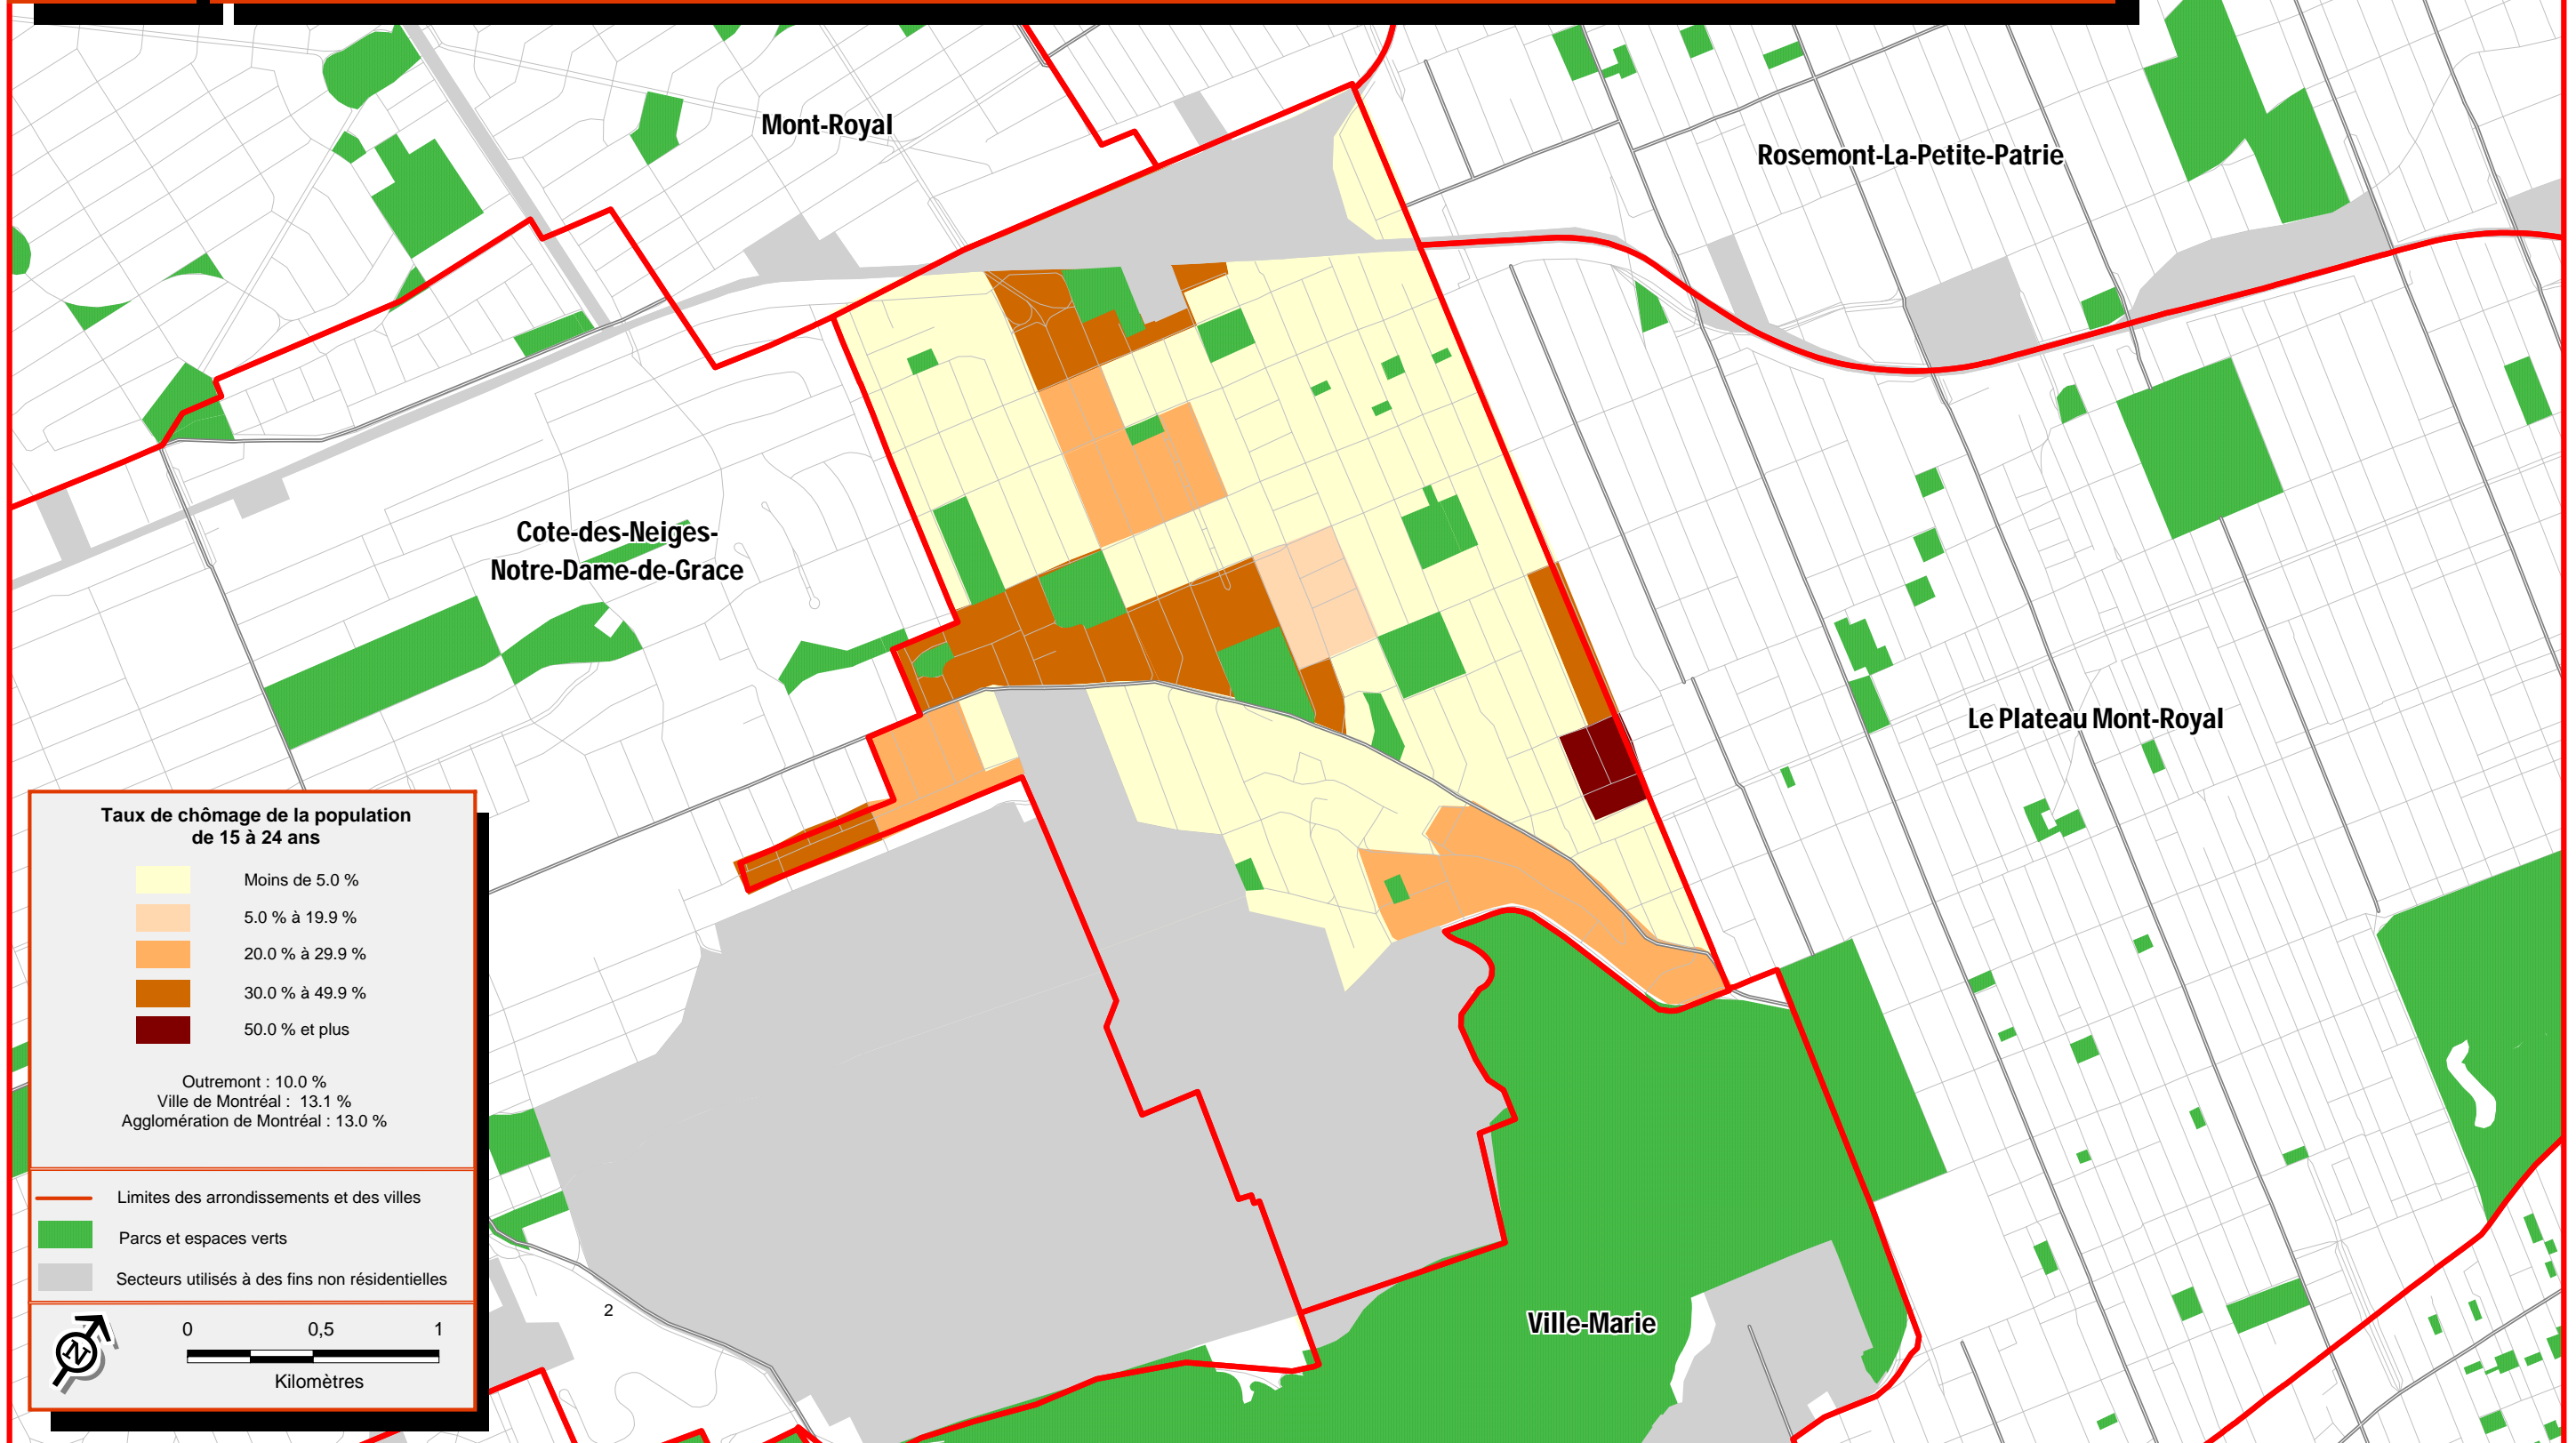 Mont-Royal
Rosemont-La-Petite-Patrie
Cote-des-Neiges-
Notre-Dame-de-Grace
Le Plateau Mont-Royal
Ville-Marie
Taux de chômage de la population
de 15 à 24 ans
Moins de 5.0 %
5.0 % à 19.9 %
20.0 % à 29.9 %
30.0 % à 49.9 %
50.0 % et plus
Outremont : 10.0 %
Ville de Montréal : 13.1 %
Agglomération de Montréal : 13.0 %
Limites des arrondissements et des villes
Parcs et espaces verts
Secteurs utilisés à des fins non résidentielles
N
0 0,5 1
Kilomètres
2